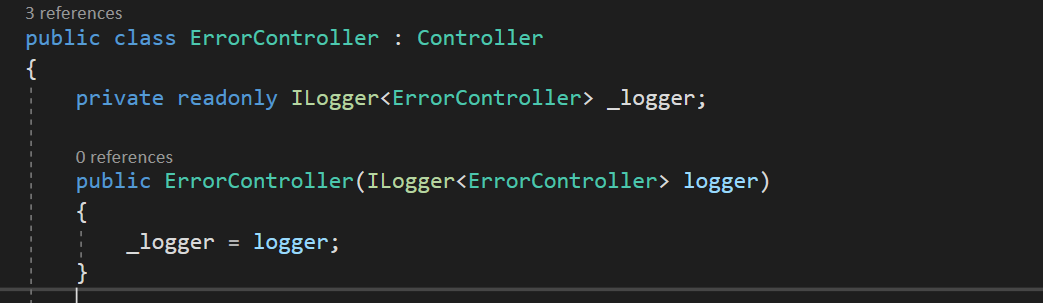 3 references
public class ErrorController : Controller
{
private readonly ILogger<ErrorController> _logger;
0 references
public ErrorController(ILogger<ErrorController> logger)
{
_logger = logger;
}